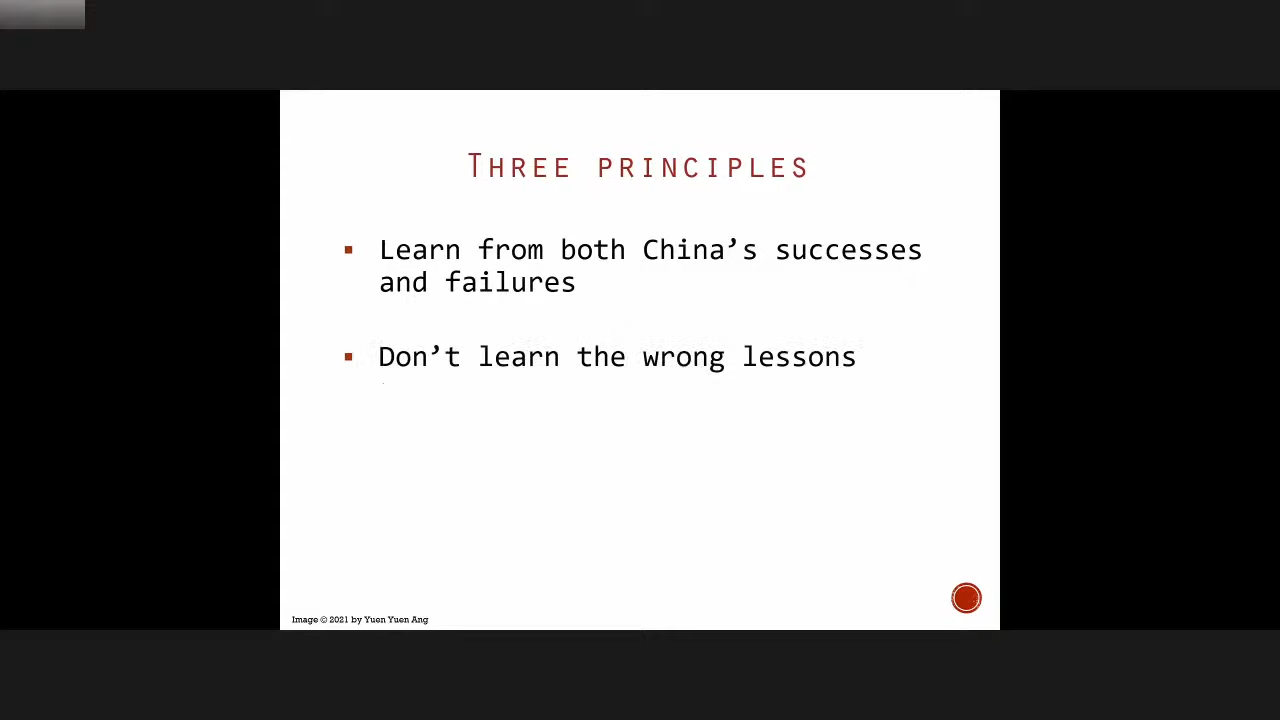 Three principles
▪ Learn from both China’s successes
and failures
▪ Don’t learn the wrong lessons
Image © 2021 by Yuen Yuen Ang